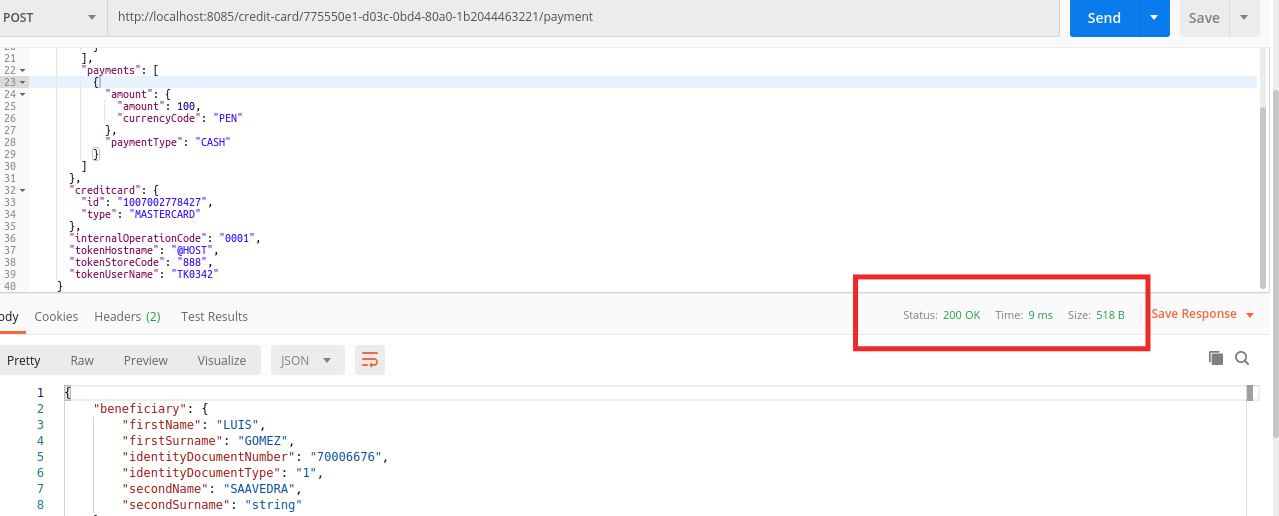 POST http://localhost:8085/credit-card/775550e1-d03c-0bd4-80a0-1b2044463221/payment Send Save
21 ],
22 "payments": [
23 {
24 "amount": {
25 "amount": 100,
26 "currencyCode": "PEN"
27 },
28 "paymentType": "CASH"
29 }
30 ]
31 },
32 "creditcard": {
33 "id": "1007002778427",
34 "type": "MASTERCARD"
35 },
36 "internalOperationCode": "0001",
37 "tokenHostname": "@HOST",
38 "tokenStoreCode": "888",
39 "tokenUserName": "TK0342"
40 }
ody Cookies Headers (2) Test Results Status: 200 OK Time: 9 ms Size: 518 B Save Response
Pretty Raw Preview Visualize JSON
1 {
2 "beneficiary": {
3 "firstName": "LUIS",
4 "firstSurname": "GOMEZ",
5 "identityDocumentNumber": "70006676",
6 "identityDocumentType": "1",
7 "secondName": "SAAVEDRA",
8 "secondSurname": "string"